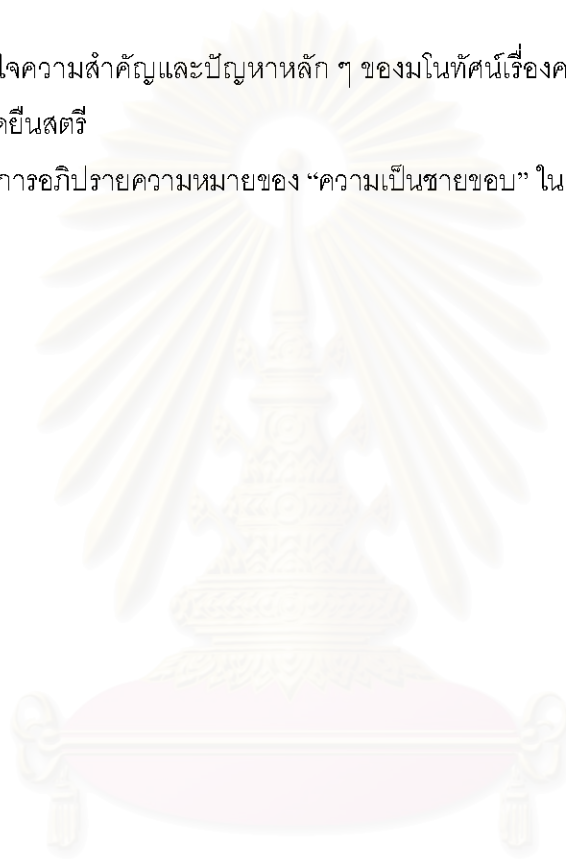 ใจความสำคัญและปัญหาหลัก ๆ ของมโนทัศน์เรื่องค
ยืนสตรี
การอภิปรายความหมายของ “ความเป็นชายขอบ” ใน